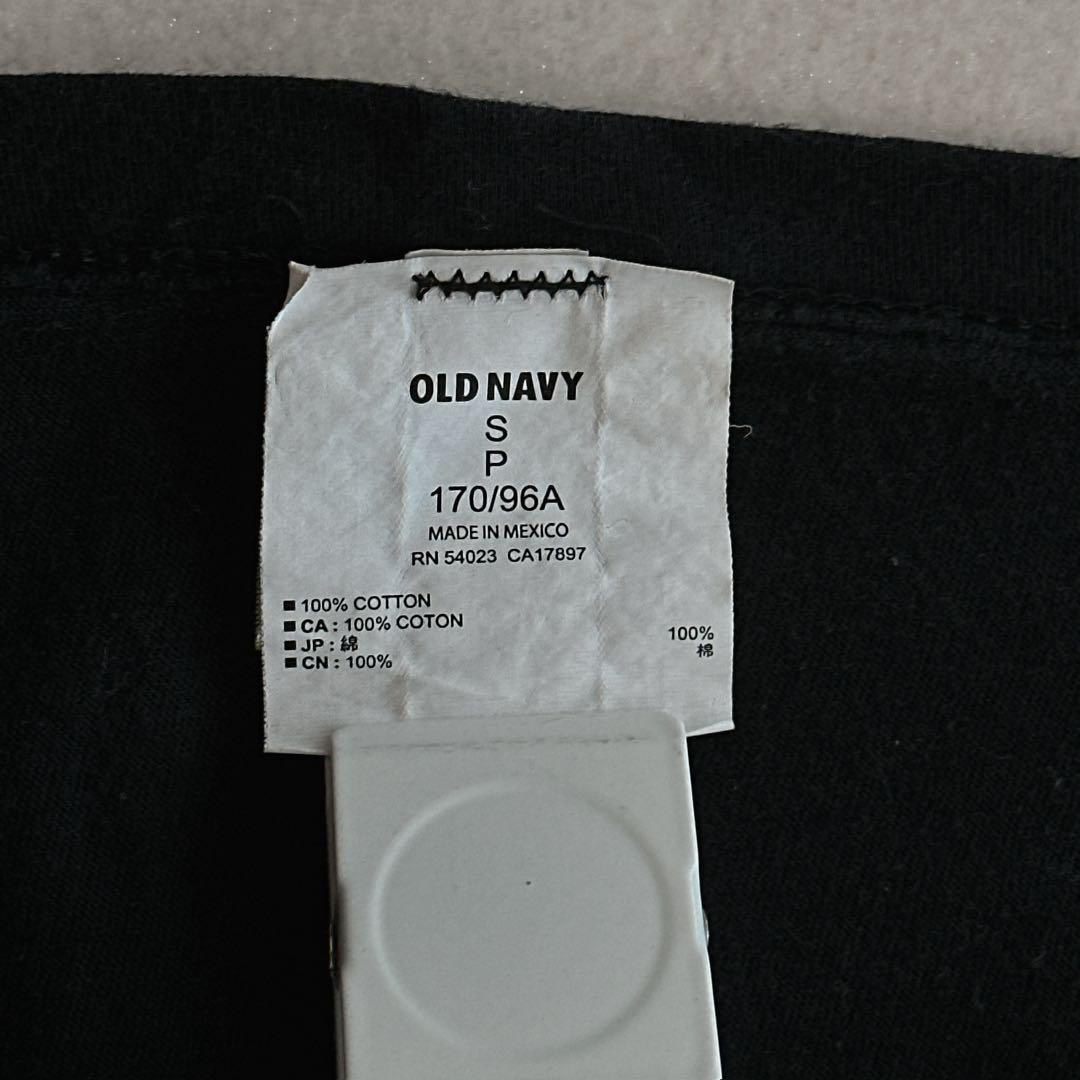 OLD NAVY
S
P
170/96A
MADE IN MEXICO
RN 54023 CA17897
■ 100% COTTON
■ CA : 100% COTON
■ JP : 綿
■ CN : 100%
100%
棉